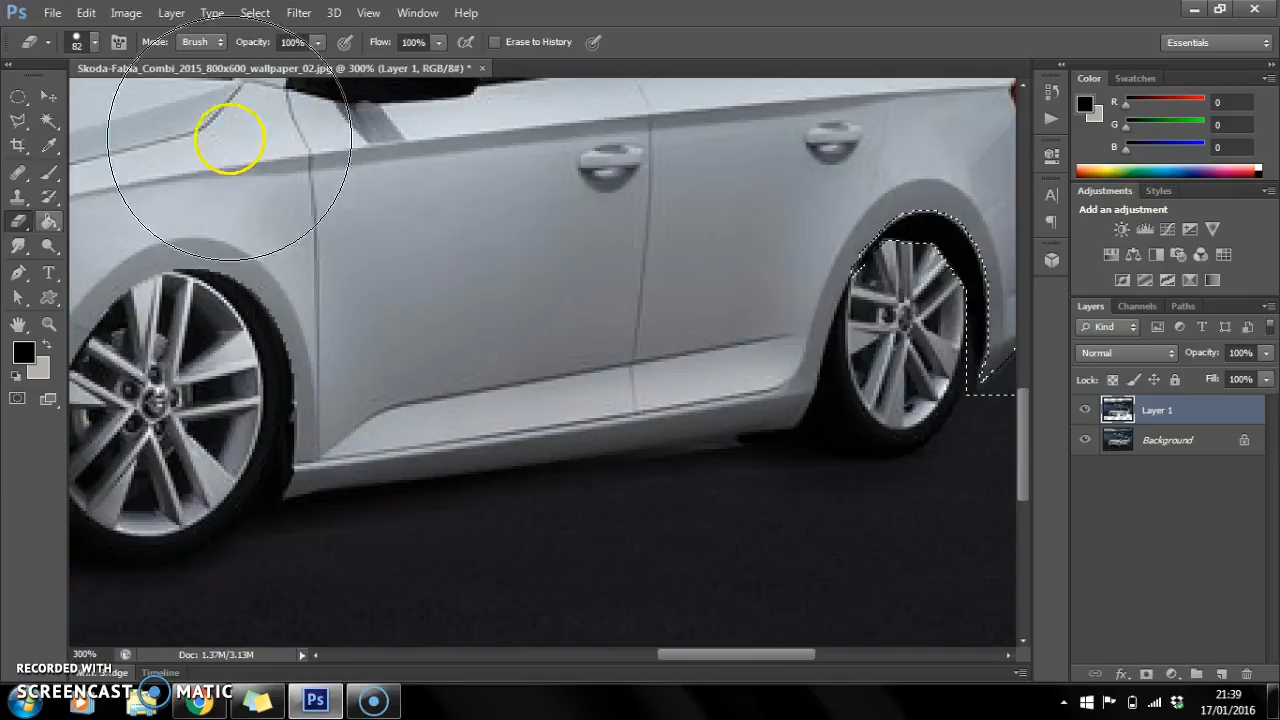 Ps File Edit Image Layer Type Select Filter 3D View Window Help
82 Mode: Brush Opacity: 100% Flow: 100% Erase to History Essentials
Skoda-Fabia_Combi_2015_800x600_wallpaper_02.jpg @ 300% (Layer 1, RGB/8#) * ×
Color Swatches
R 0
G 0
B 0
Adjustments Styles
Add an adjustment
Layers Channels Paths
Kind
Normal Opacity: 100%
Lock: Fill: 100%
Layer 1
Background
300% Doc: 1.37M/3.13M
Timeline
RECORDED WITH
SCREENCAST MATIC
Ps
21:39
17/01/2016